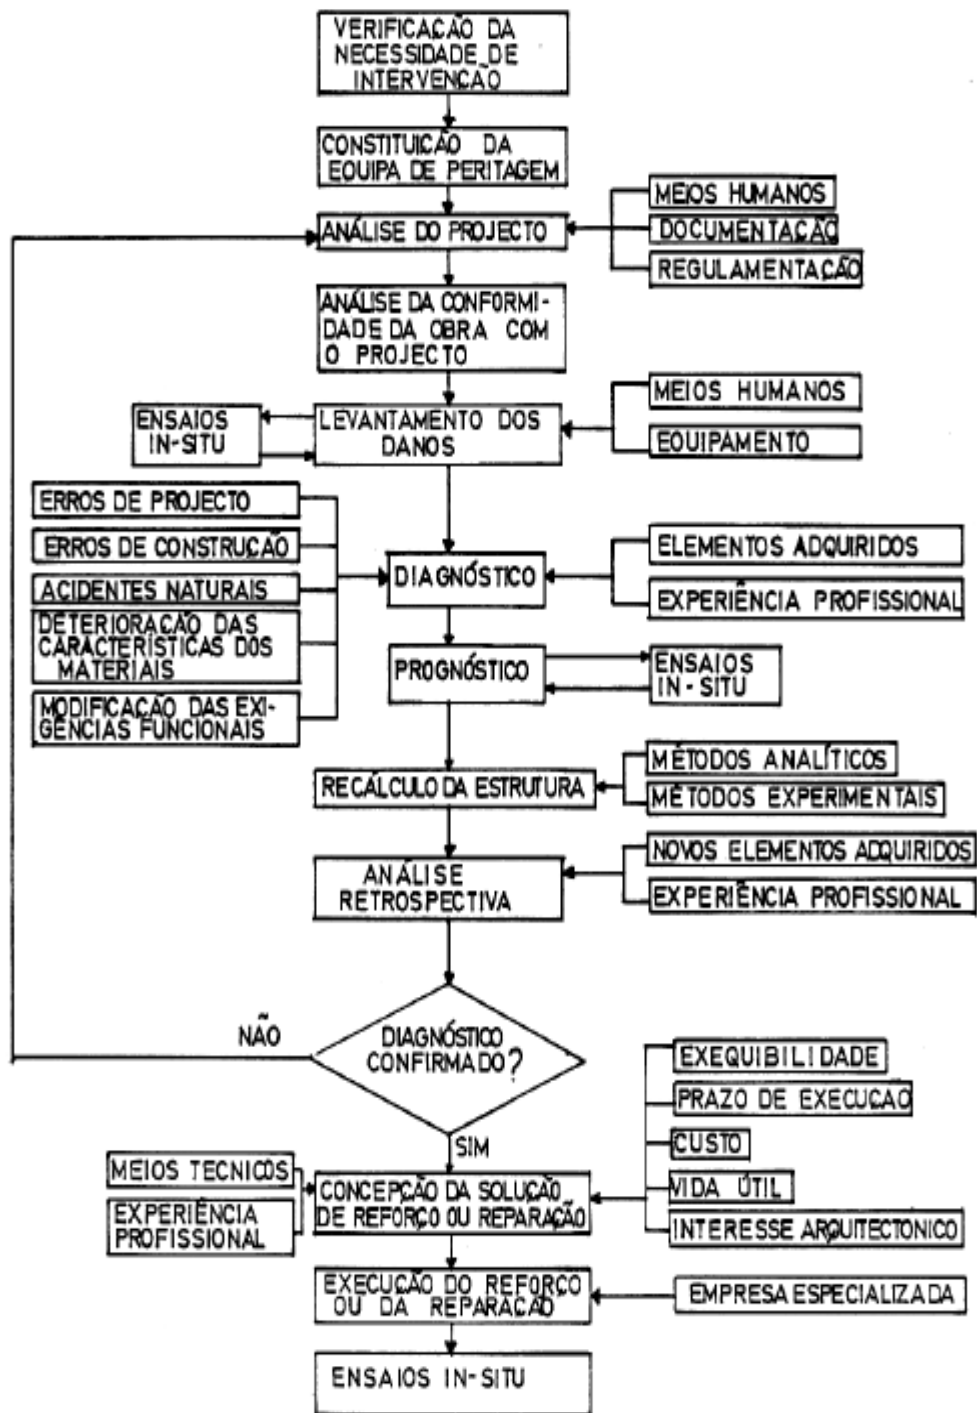 VERIFICAÇÃO DA
NECESSIDADE DE
INTERVENÇÃO
CONSTITUIÇÃO DA
EQUIPA DE PERITAGEM
ANÁLISE DO PROJECTO
MEIOS HUMANOS
DOCUMENTAÇÃO
REGULAMENTAÇÃO
ANÁLISE DA CONFORMI-
DADE DA OBRA COM
O PROJECTO
ENSAIOS
IN-SITU
LEVANTAMENTO DOS
DANOS
MEIOS HUMANOS
EQUIPAMENTO
ERROS DE PROJECTO
ERROS DE CONSTRUÇÃO
ACIDENTES NATURAIS
DETERIORAÇÃO DAS
CARACTERÍSTICAS DOS
MATERIAIS
MODIFICAÇÃO DAS EXI-
GÊNCIAS FUNCIONAIS
DIAGNÓSTICO
ELEMENTOS ADQUIRIDOS
EXPERIÊNCIA PROFISSIONAL
PROGNÓSTICO
ENSAIOS
IN-SITU
RECÁLCULO DA ESTRUTURA
MÉTODOS ANALÍTICOS
MÉTODOS EXPERIMENTAIS
ANÁLISE
RETROSPECTIVA
NOVOS ELEMENTOS ADQUIRIDOS
EXPERIÊNCIA PROFISSIONAL
NÃO
DIAGNÓSTICO
CONFIRMADO?
SIM
EXEQUIBILIDADE
PRAZO DE EXECUÇÃO
CUSTO
VIDA ÚTIL
INTERESSE ARQUITECTONICO
MEIOS TECNICOS
EXPERIÊNCIA
PROFISSIONAL
CONCEPÇÃO DA SOLUÇÃO
DE REFORÇO OU REPARAÇÃO
EXECUÇÃO DO REFORÇO
OU DA REPARAÇÃO
EMPRESA ESPECIALIZADA
ENSAIOS IN-SITU